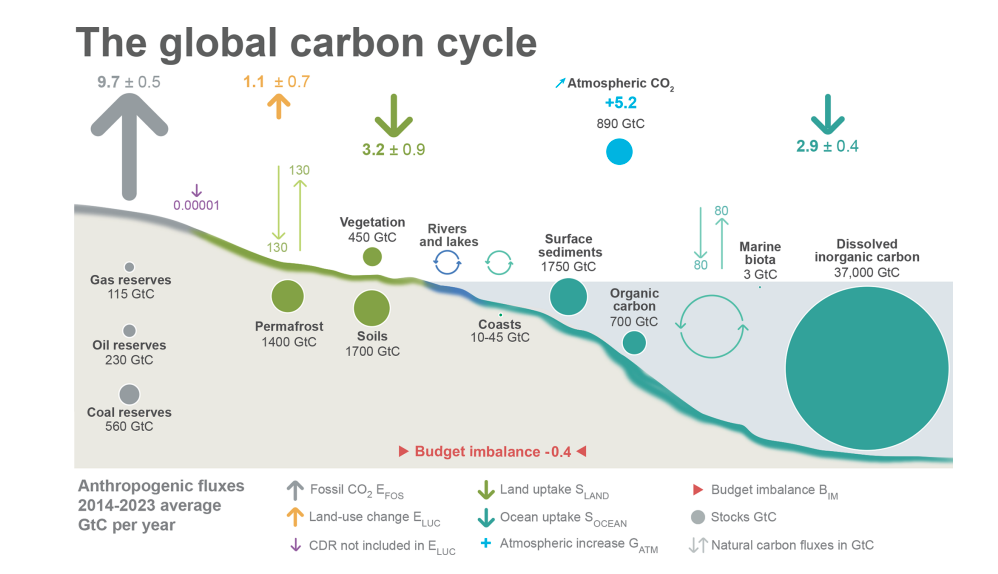 The global carbon cycle
9.7 ± 0.5
1.1 ± 0.7
3.2 ± 0.9
Atmospheric CO2
+5.2
890 GtC
2.9 ± 0.4
0.00001
130
130
Vegetation
450 GtC
Rivers
and lakes
Surface
sediments
1750 GtC
80
80
Marine
biota
3 GtC
Dissolved
inorganic carbon
37,000 GtC
Gas reserves
115 GtC
Permafrost
1400 GtC
Soils
1700 GtC
Coasts
10-45 GtC
Organic
carbon
700 GtC
Oil reserves
230 GtC
Coal reserves
560 GtC
Budget imbalance -0.4
Anthropogenic fluxes
2014-2023 average
GtC per year
Fossil CO2 EFOS
Land-use change ELUC
CDR not included in ELUC
Land uptake SLAND
Ocean uptake SOCEAN
+ Atmospheric increase GATM
Budget imbalance BIM
Stocks GtC
Natural carbon fluxes in GtC